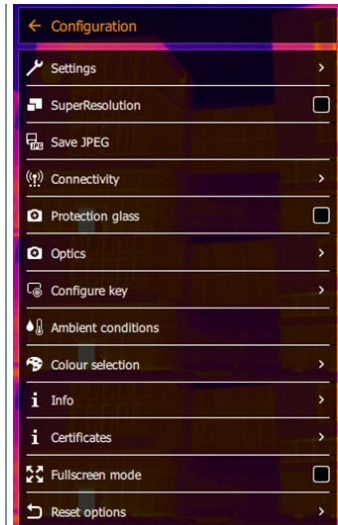 Configuration
Settings
SuperResolution
JPG
Save JPEG
Connectivity
Protection glass
Optics
Configure key
Ambient conditions
Colour selection
Info
Certificates
Fullscreen mode
Reset options